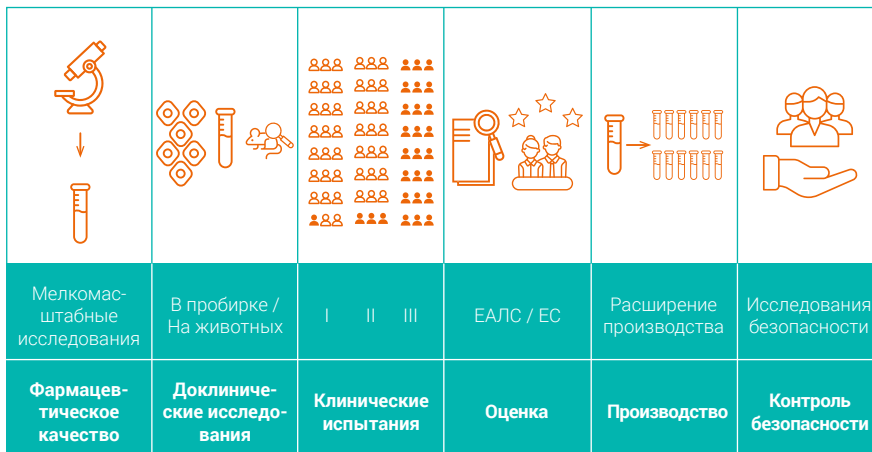 Мелкомас-
штабные
исследования
В пробирке /
На животных
I II III
ЕАЛС / ЕС
Расширение
производства
Исследования
безопасности
Фармацев-
тическое
качество
Доклиниче-
ские исследо-
вания
Клинические
испытания
Оценка
Производство
Контроль
безопасности